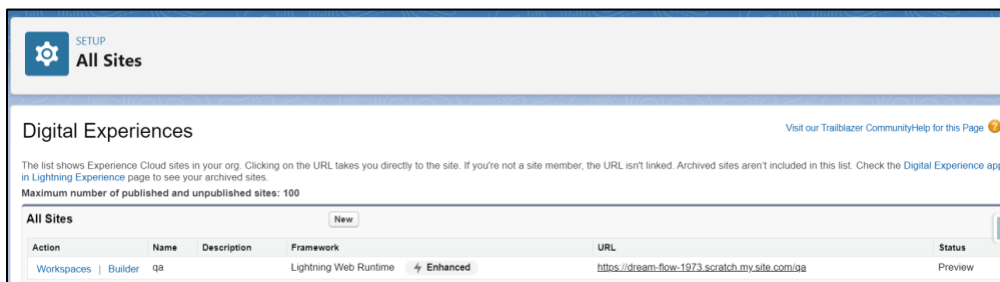 SETUP
All Sites
Digital Experiences
Visit our Trailblazer CommunityHelp for this Page ?
The list shows Experience Cloud sites in your org. Clicking on the URL takes you directly to the site. If you're not a site member, the URL isn't linked. Archived sites aren't included in this list. Check the Digital Experience app
in Lightning Experience page to see your archived sites.
Maximum number of published and unpublished sites: 100
All Sites New
Action Name Description Framework URL Status
Workspaces | Builder qa Lightning Web Runtime Enhanced https://dream-flow-1973.scratch.my.site.com/qa Preview